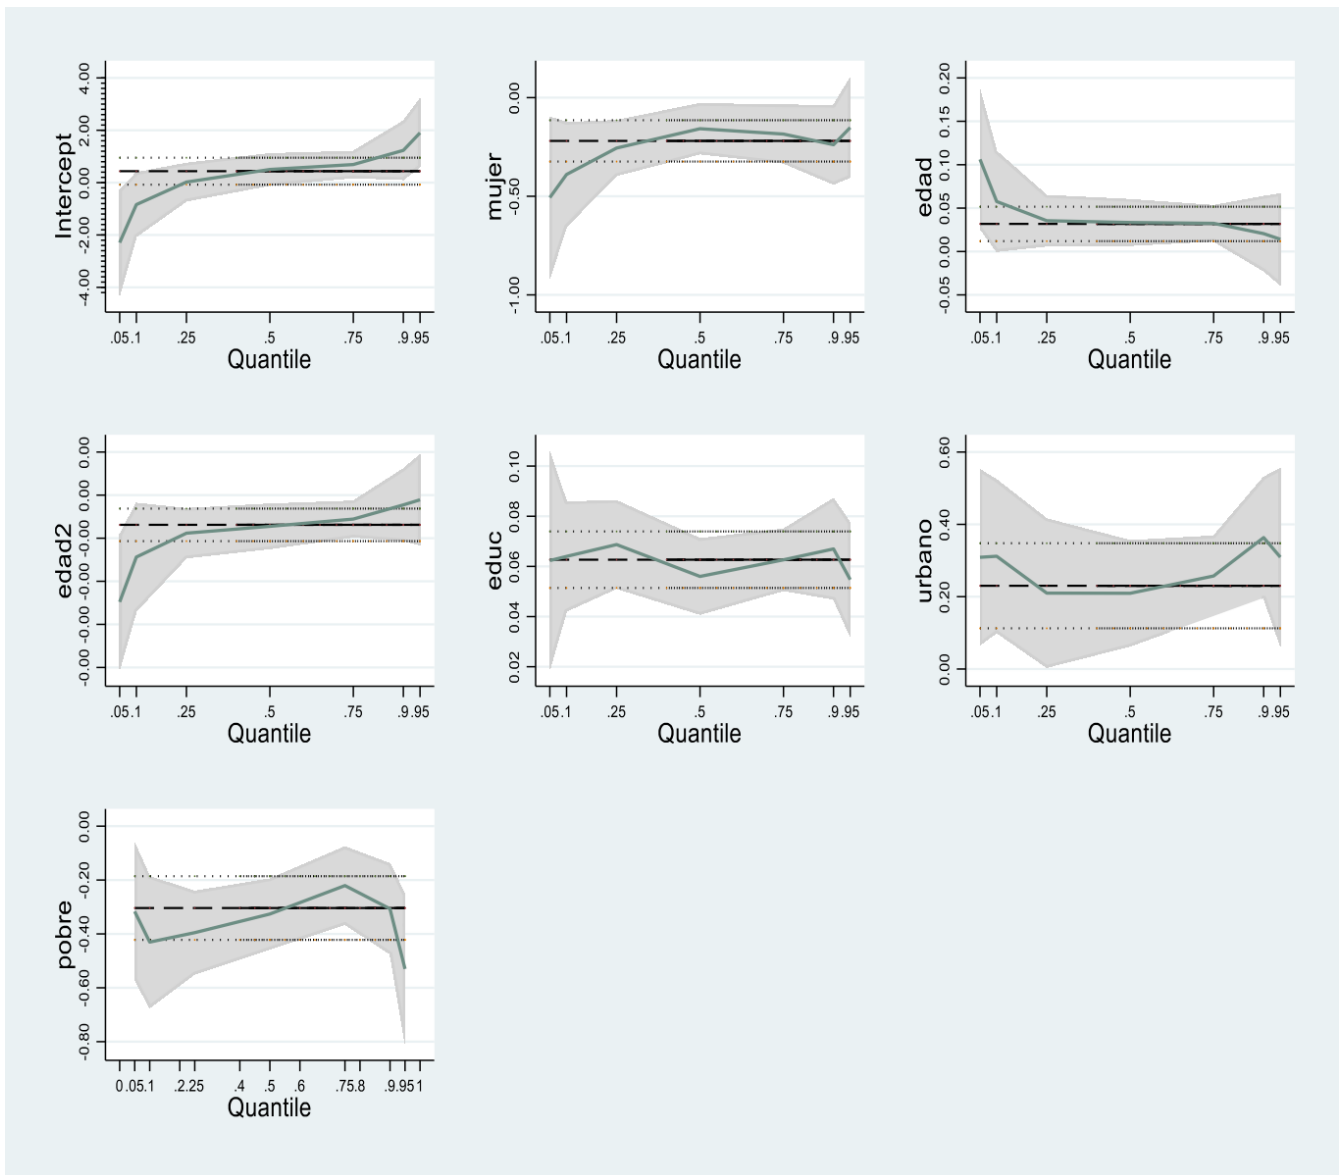 4.00
2.00
0.00
-2.00
-4.00
Intercept
.05 .1 .25 .5 .75 .9 .95
Quantile
0.00
-0.50
-1.00
mujer
.05 .1 .25 .5 .75 .9 .95
Quantile
0.20
0.15
0.10
0.05
0.00
-0.05
edad
.05 .1 .25 .5 .75 .9 .95
Quantile
0.00
0.00
-0.00
-0.00
-0.00
-0.00
edad2
.05 .1 .25 .5 .75 .9 .95
Quantile
0.10
0.08
0.06
0.04
0.02
educ
.05 .1 .25 .5 .75 .9 .95
Quantile
0.60
0.40
0.20
0.00
urbano
.05 .1 .25 .5 .75 .9 .95
Quantile
0.00
-0.20
-0.40
-0.60
-0.80
pobre
0 .05 .1 .2 .25 .4 .5 .6 .75 .8 .9 .95 1
Quantile